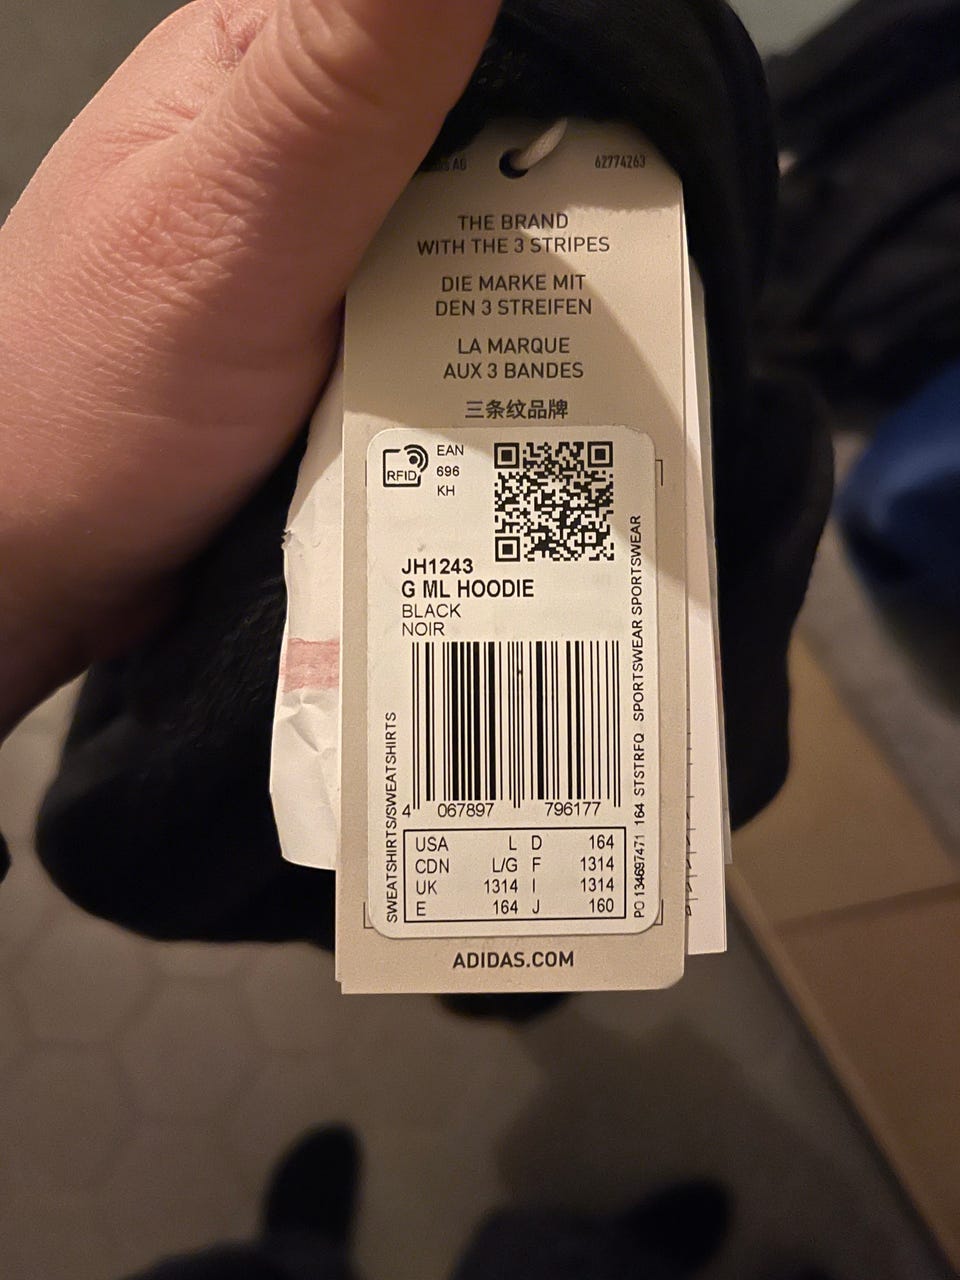 AG
62774263
THE BRAND
WITH THE 3 STRIPES
DIE MARKE MIT
DEN 3 STREIFEN
LA MARQUE
AUX 3 BANDES
三条纹品牌
RFID
EAN
696
KH
JH1243
G ML HOODIE
BLACK
NOIR
SWEATSHIRTS/SWEATSHIRTS
PO 134697471 164 STSTRFQ SPORTSWEAR SPORTSWEAR
4 067897 796177
USA L D 164
CDN L/G F 1314
UK 1314 I 1314
E 164 J 160
ADIDAS.COM